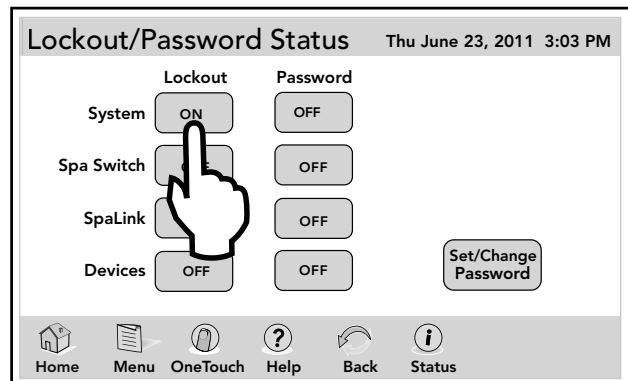 Lockout/Password Status Thu June 23, 2011 3:03 PM
Lockout Password
System ON OFF
Spa Switch OFF
SpaLink OFF
Devices OFF OFF
Set/Change
Password
Home Menu OneTouch Help Back Status